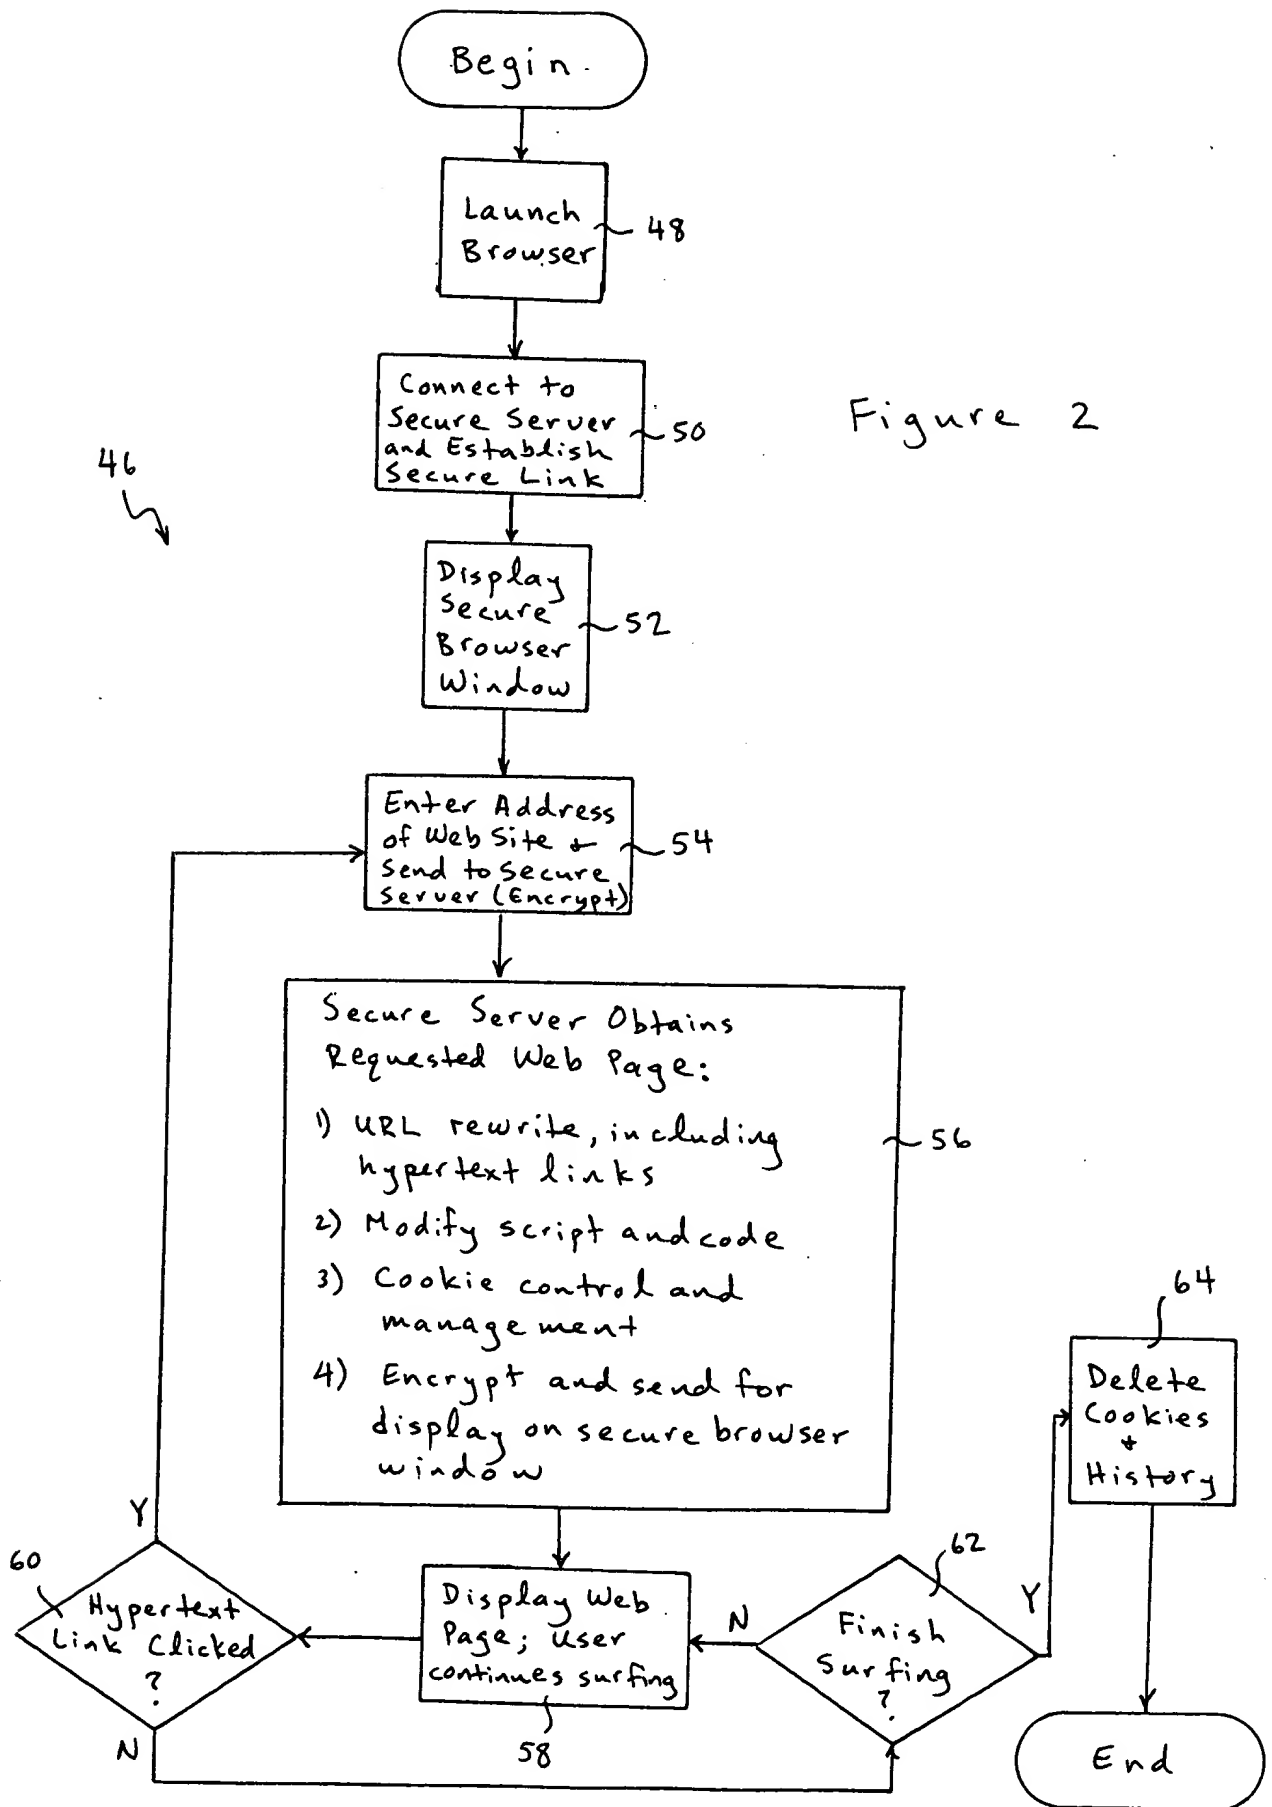 Begin.
Launch
Browser
48
Connect to
Secure Server
and Establish
Secure Link
50
Figure 2
46
Display
Secure
Browser
Window
52
Enter Address
of Web Site +
Send to Secure
Server (Encrypt)
54
Secure Server Obtains
Requested Web Page:
1) URL rewrite, including
hypertext links
2) Modify script and code
3) Cookie control and
management
4) Encrypt and send for
display on secure browser
window
56
64
Delete
Cookies
+
History
Y
60
Hypertext
Link Clicked
?
N
Display Web
Page; User
continues surfing
58
N
62
Finish
Surfing
?
Y
End